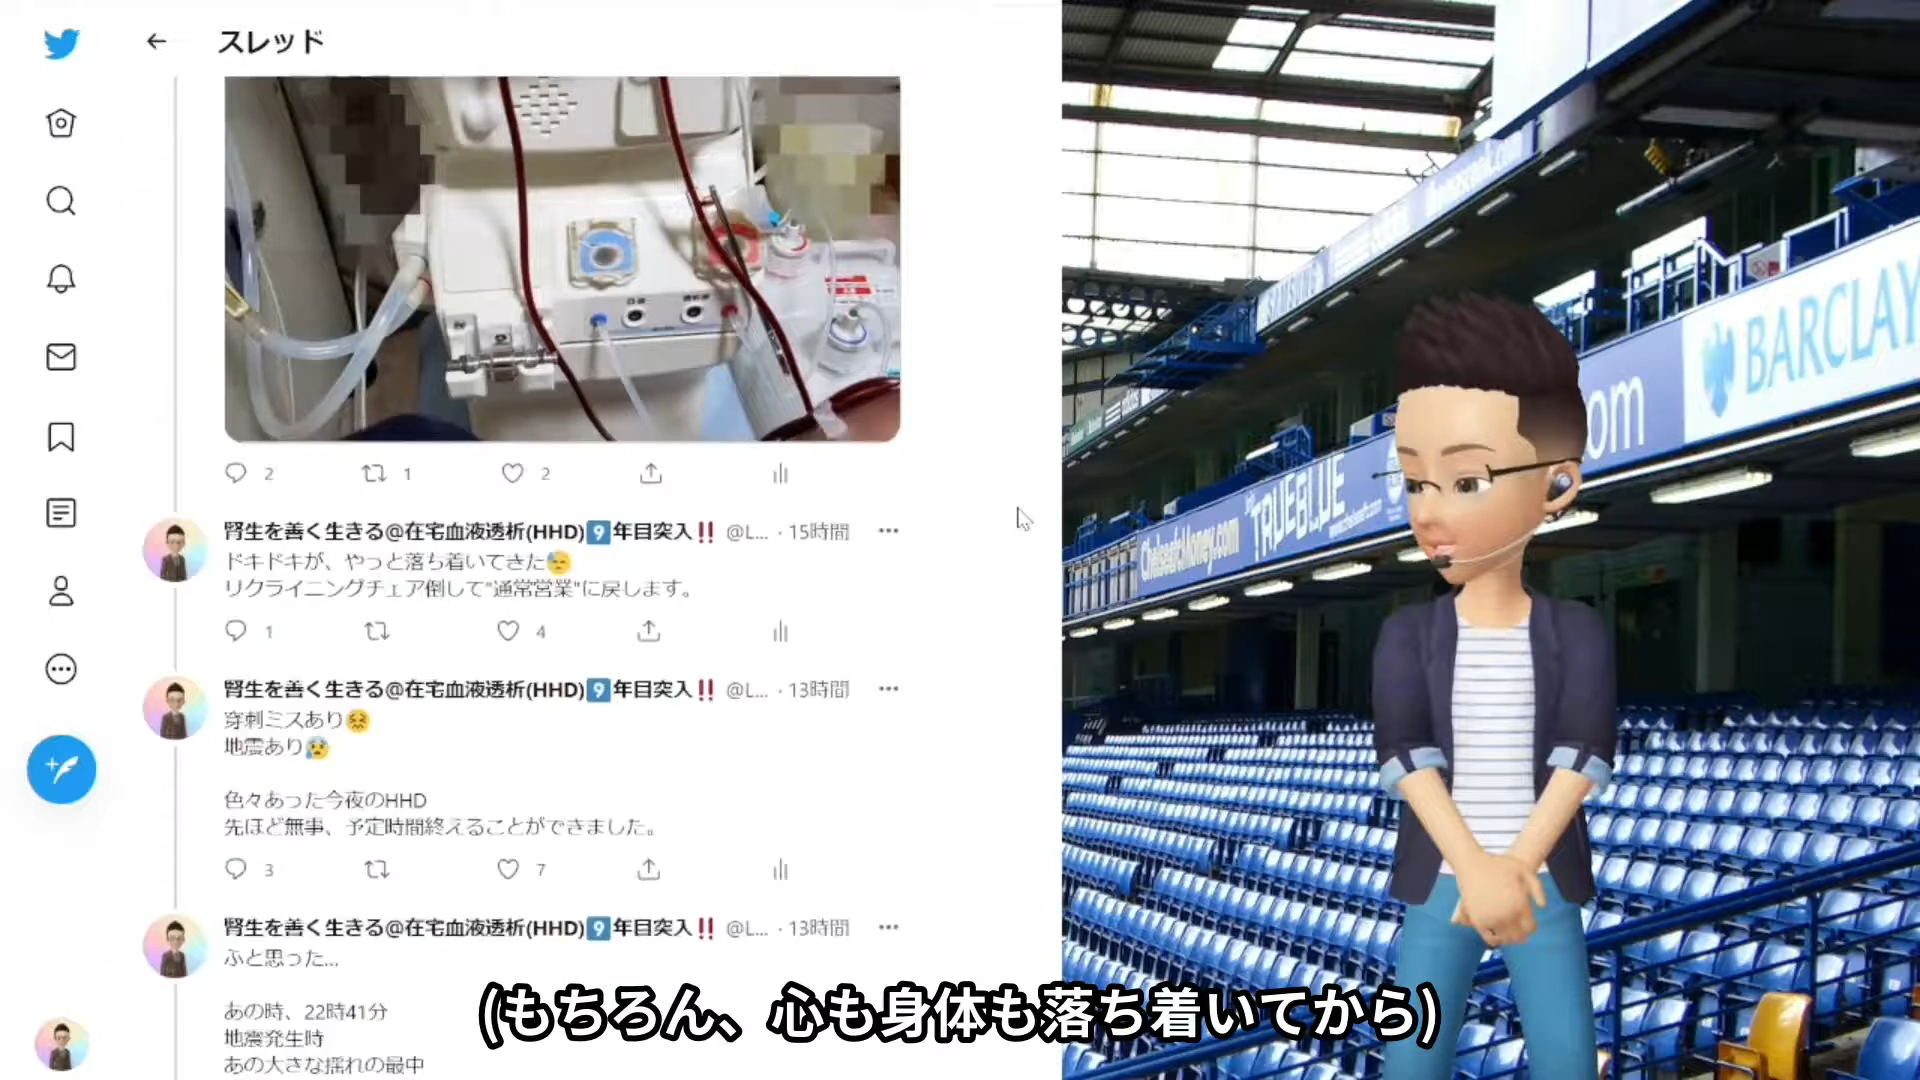 スレッド
2
1
2
腎生を善く生きる@在宅血液透析(HHD)9️⃣年目突入‼️ @L... · 15時間
ドキドキが、やっと落ち着いてきた😓
リクライニングチェア倒して"通常営業"に戻します。
1
4
腎生を善く生きる@在宅血液透析(HHD)9️⃣年目突入‼️ @L... · 13時間
穿刺ミスあり😖
地震あり😰
色々あった今夜のHHD
先ほど無事、予定時間終えることができました。
3
7
腎生を善く生きる@在宅血液透析(HHD)9️⃣年目突入‼️ @L... · 13時間
ふと思った...
あの時、22時41分
地震発生時
あの大きな揺れの最中
(もちろん、心も身体も落ち着いてから)
BARCLAY
om
TRUEBLUE
ChelseafcMoney.com
SAMSUNG